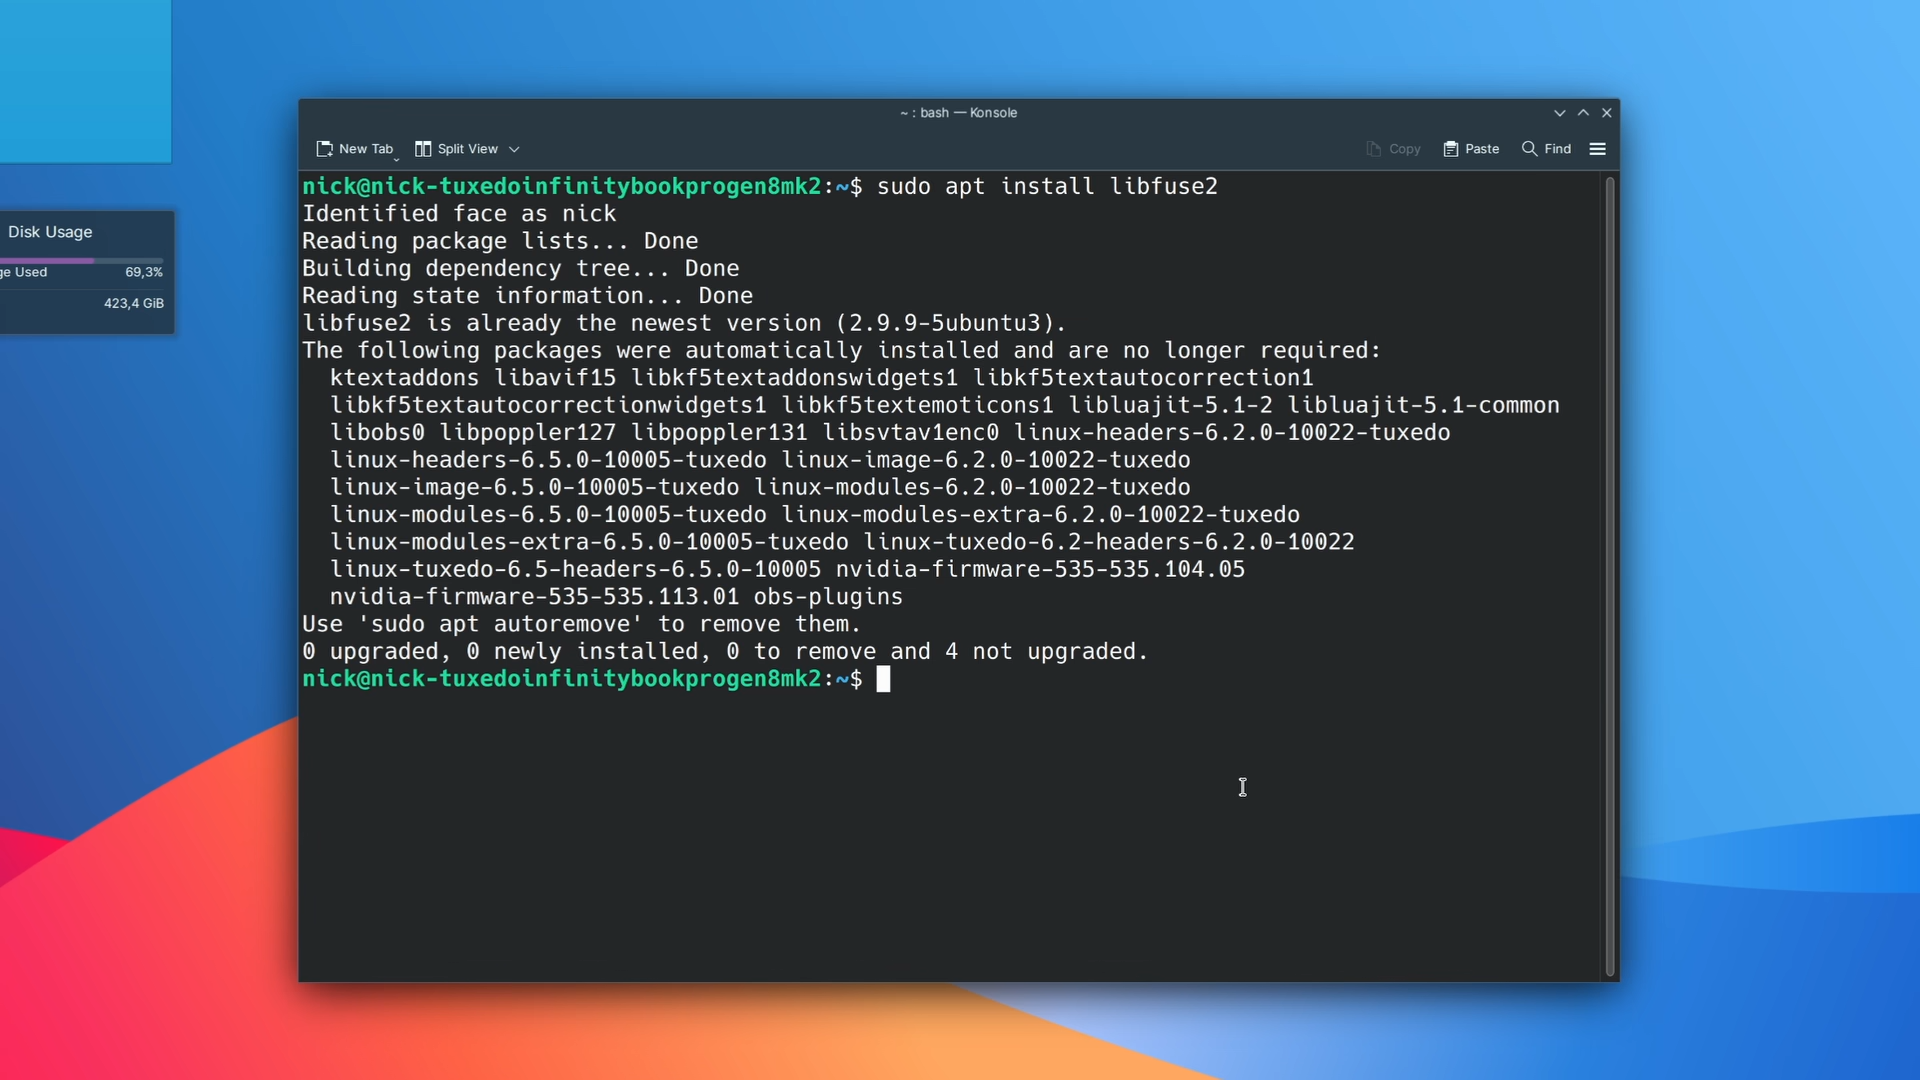 ~ : bash — Konsole
New Tab Split View Copy Paste Find
nick@nick-tuxedoinfinitybookprogen8mk2:~$ sudo apt install libfuse2
Identified face as nick
Reading package lists... Done
Building dependency tree... Done
Reading state information... Done
libfuse2 is already the newest version (2.9.9-5ubuntu3).
The following packages were automatically installed and are no longer required:
  ktextaddons libavif15 libkf5textaddonswidgets1 libkf5textautocorrection1
  libkf5textautocorrectionwidgets1 libkf5textemoticons1 libluajit-5.1-2 libluajit-5.1-common
  libobs0 libpoppler127 libpoppler131 libsvtav1enc0 linux-headers-6.2.0-10022-tuxedo
  linux-headers-6.5.0-10005-tuxedo linux-image-6.2.0-10022-tuxedo
  linux-image-6.5.0-10005-tuxedo linux-modules-6.2.0-10022-tuxedo
  linux-modules-6.5.0-10005-tuxedo linux-modules-extra-6.2.0-10022-tuxedo
  linux-modules-extra-6.5.0-10005-tuxedo linux-tuxedo-6.2-headers-6.2.0-10022
  linux-tuxedo-6.5-headers-6.5.0-10005 nvidia-firmware-535-535.104.05
  nvidia-firmware-535-535.113.01 obs-plugins
Use 'sudo apt autoremove' to remove them.
0 upgraded, 0 newly installed, 0 to remove and 4 not upgraded.
nick@nick-tuxedoinfinitybookprogen8mk2:~$
Disk Usage
ge Used 69,3%
423,4 GiB